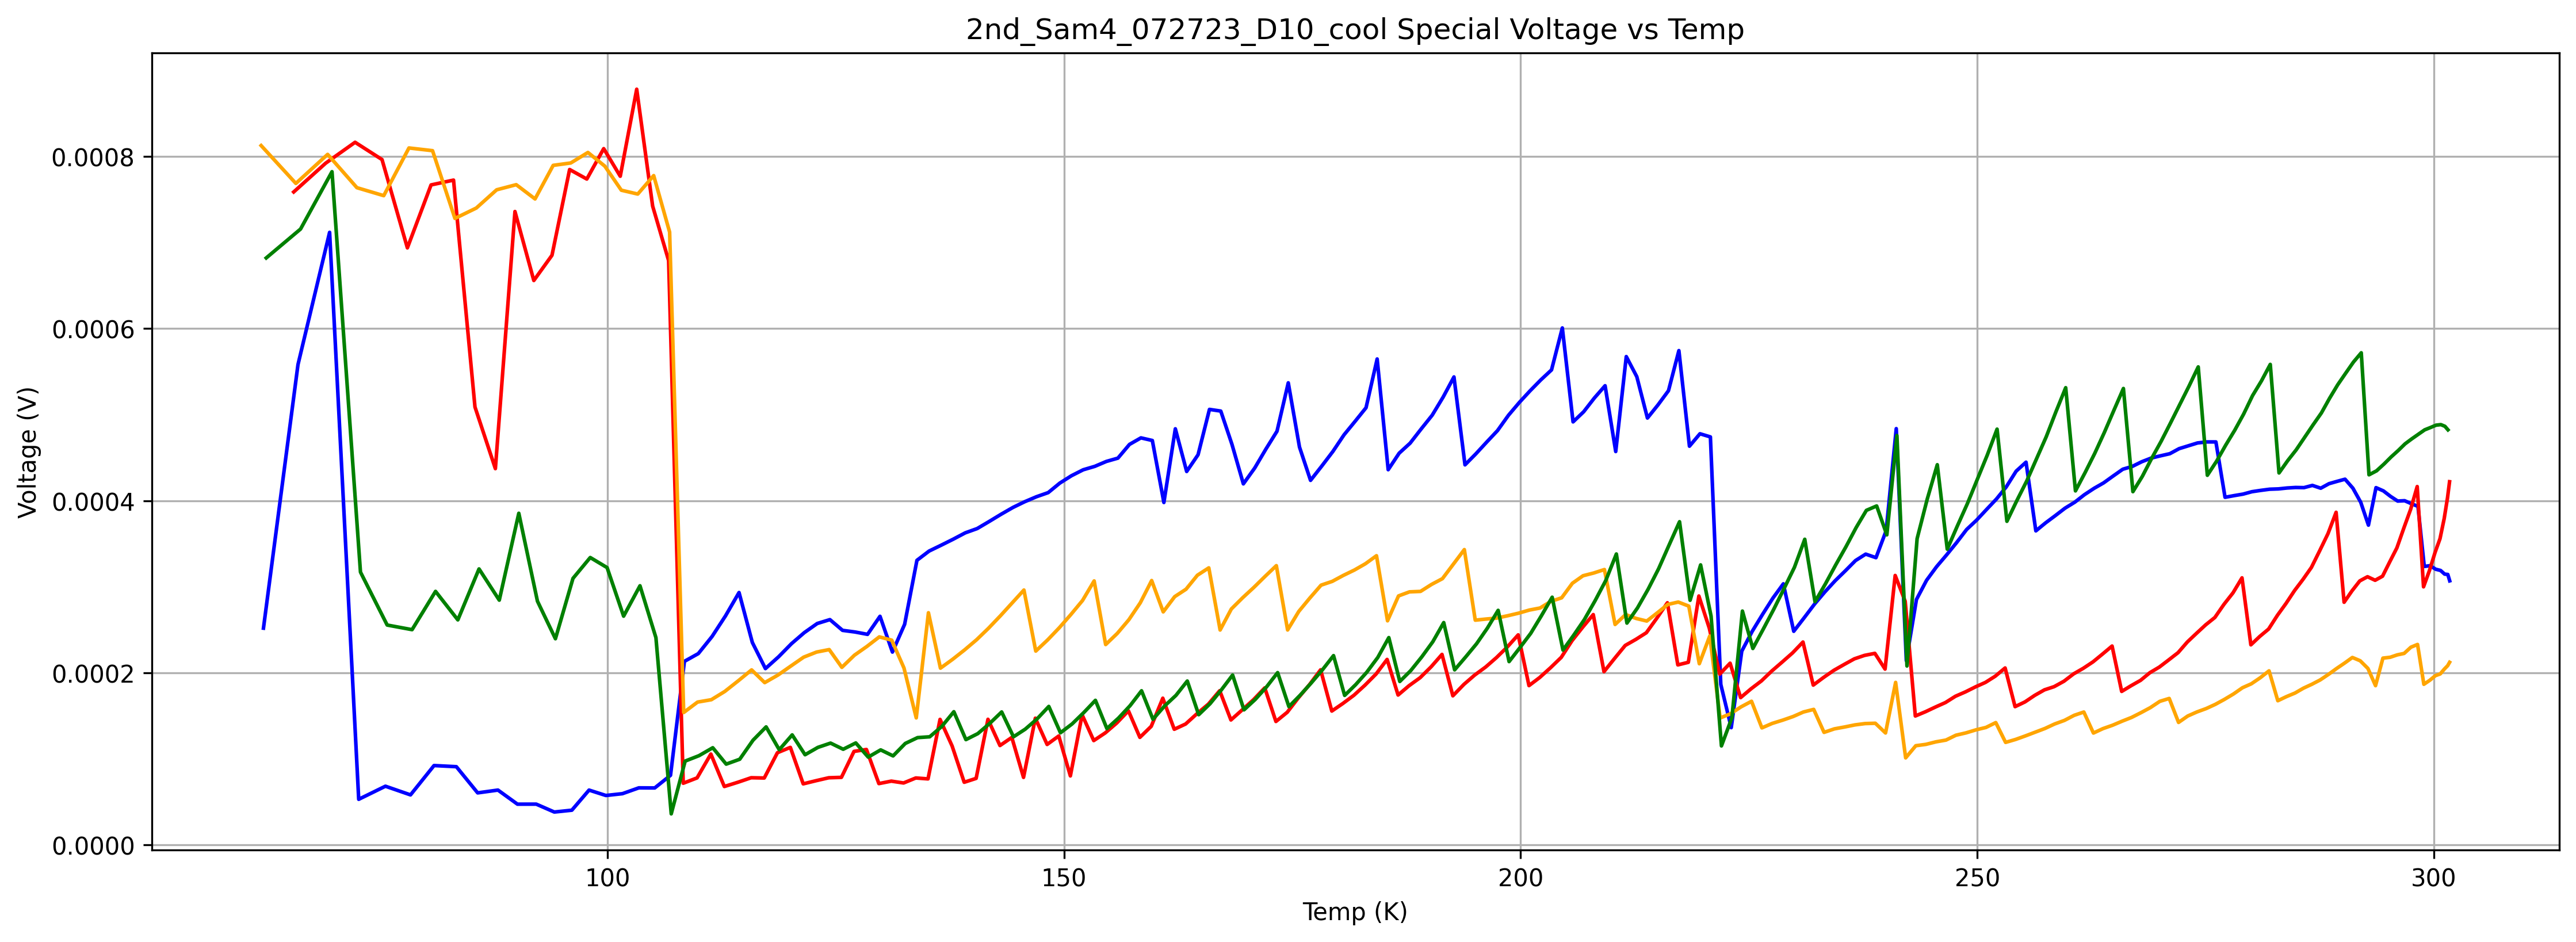 2nd_Sam4_072723_D10_cool Special Voltage vs Temp
Voltage (V)
0.0008
0.0006
0.0004
0.0002
0.0000
100 150 200 250 300
Temp (K)